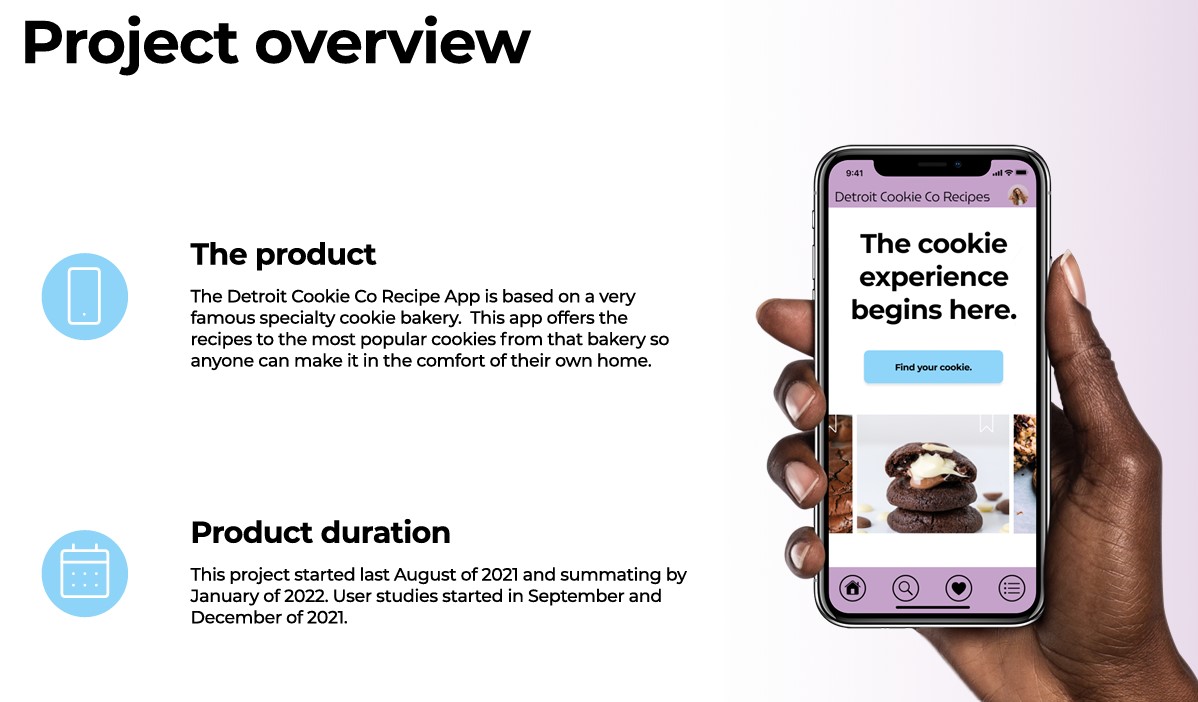 Project overview
The product
The Detroit Cookie Co Recipe App is based on a very
famous specialty cookie bakery.  This app offers the
recipes to the most popular cookies from that bakery so
anyone can make it in the comfort of their own home.
Product duration
This project started last August of 2021 and summating by
January of 2022. User studies started in September and
December of 2021.
9:41
Detroit Cookie Co Recipes
The cookie
experience
begins here.
Find your cookie.